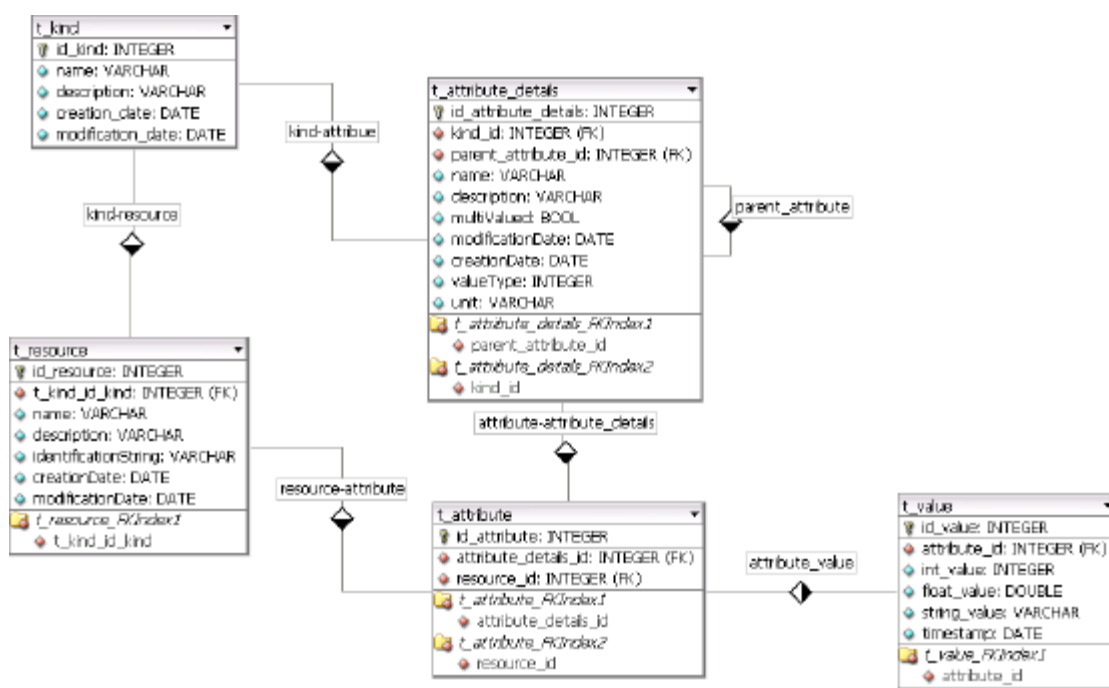 t_kind
id_kind: INTEGER
name: VARCHAR
description: VARCHAR
creation_date: DATE
modification_date: DATE
kind-attribue
kind-resource
t_attribute_details
id_attribute_details: INTEGER
kind_id: INTEGER (FK)
parent_attribute_id: INTEGER (FK)
name: VARCHAR
description: VARCHAR
multiValued: BOOL
modificationDate: DATE
creationDate: DATE
valueType: INTEGER
unit: VARCHAR
t_attribute_details_FKIndex1
parent_attribute_id
t_attribute_details_FKIndex2
kind_id
parent_attribute
attribute-attribute_details
t_resource
id_resource: INTEGER
t_kind_id_kind: INTEGER (FK)
name: VARCHAR
description: VARCHAR
identificationString: VARCHAR
creationDate: DATE
modificationDate: DATE
t_resource_FKIndex1
t_kind_id_kind
resource-attribute
t_attribute
id_attribute: INTEGER
attribute_details_id: INTEGER (FK)
resource_id: INTEGER (FK)
t_attribute_FKIndex1
attribute_details_id
t_attribute_FKIndex2
resource_id
attribute_value
t_value
id_value: INTEGER
attribute_id: INTEGER (FK)
int_value: INTEGER
float_value: DOUBLE
string_value: VARCHAR
timestamp: DATE
t_value_FKIndex1
attribute_id